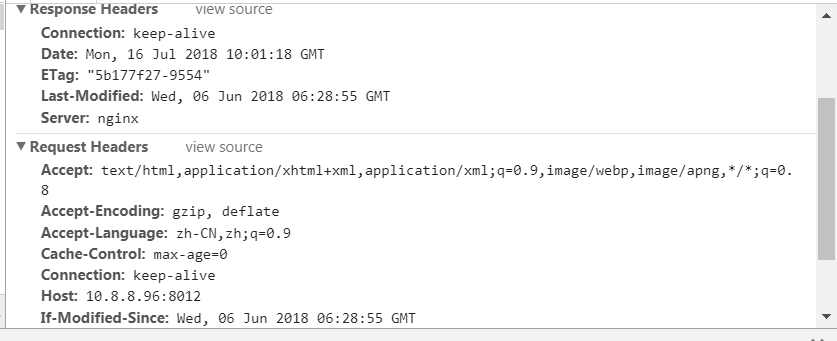 Response Headers view source
Connection: keep-alive
Date: Mon, 16 Jul 2018 10:01:18 GMT
ETag: "5b177f27-9554"
Last-Modified: Wed, 06 Jun 2018 06:28:55 GMT
Server: nginx
Request Headers view source
Accept: text/html,application/xhtml+xml,application/xml;q=0.9,image/webp,image/apng,*/*;q=0.
8
Accept-Encoding: gzip, deflate
Accept-Language: zh-CN,zh;q=0.9
Cache-Control: max-age=0
Connection: keep-alive
Host: 10.8.8.96:8012
If-Modified-Since: Wed, 06 Jun 2018 06:28:55 GMT